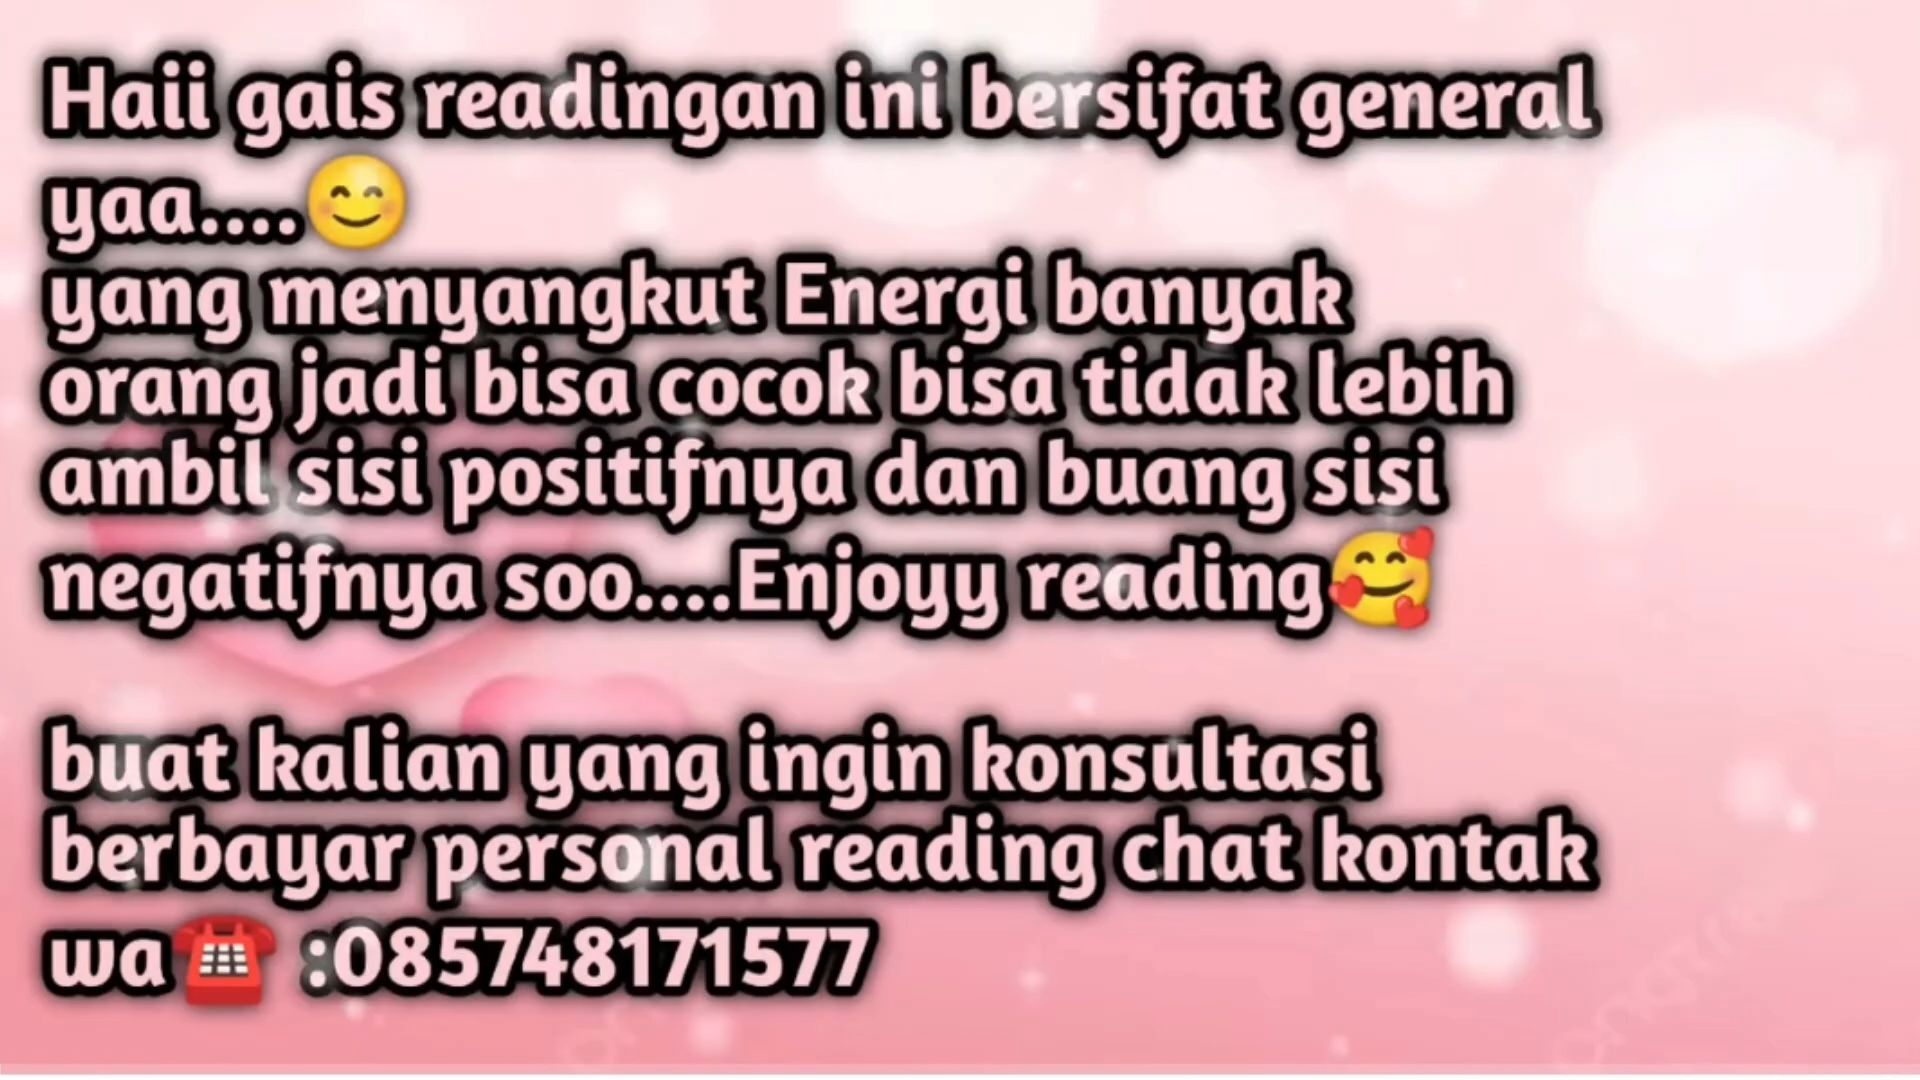 Haii gais readingan ini bersifat general
yaa....😊
yang menyangkut Energi banyak
orang jadi bisa cocok bisa tidak lebih
ambil sisi positifnya dan buang sisi
negatifnya soo....Enjoyy reading🥰
buat kalian yang ingin konsultasi
berbayar personal reading chat kontak
wa☎️ :085748171577